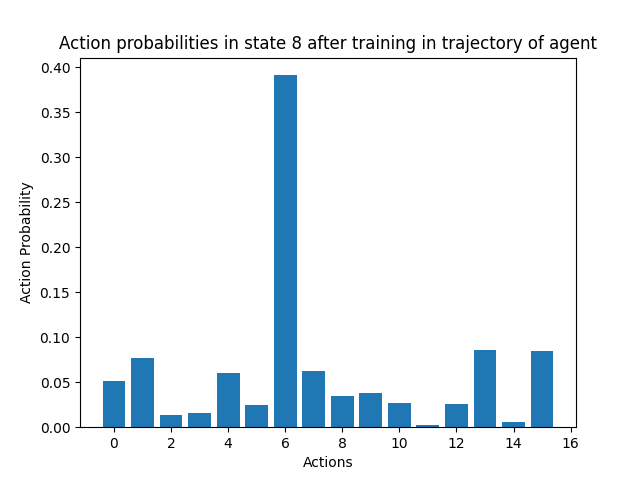 Action probabilities in state 8 after training in trajectory of agent
0.40
0.35
0.30
0.25
0.20
0.15
0.10
0.05
0.00
Action Probability
0 2 4 6 8 10 12 14 16
Actions